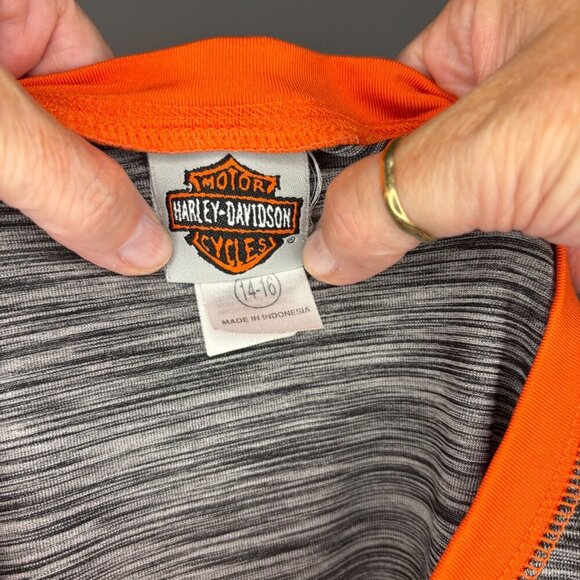 MOTOR
HARLEY-DAVIDSON
CYCLES
®
14-16
MADE IN INDONESIA